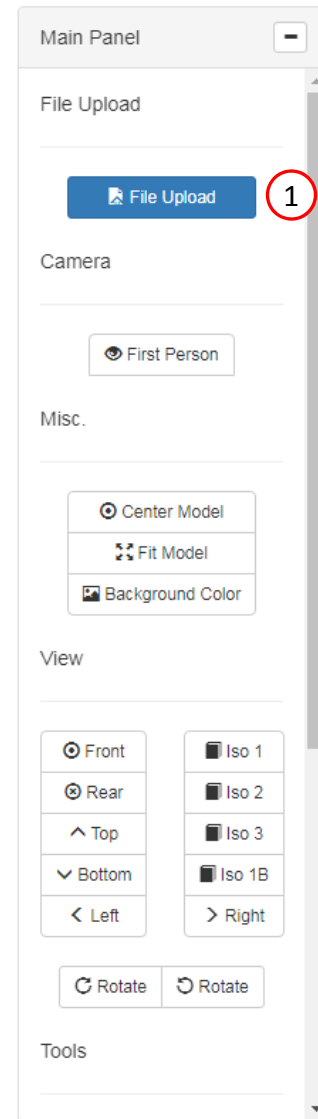 Main Panel
File Upload
File Upload 1
Camera
First Person
Misc.
Center Model
Fit Model
Background Color
View
Front Iso 1
Rear Iso 2
Top Iso 3
Bottom Iso 1B
Left Right
Rotate Rotate
Tools